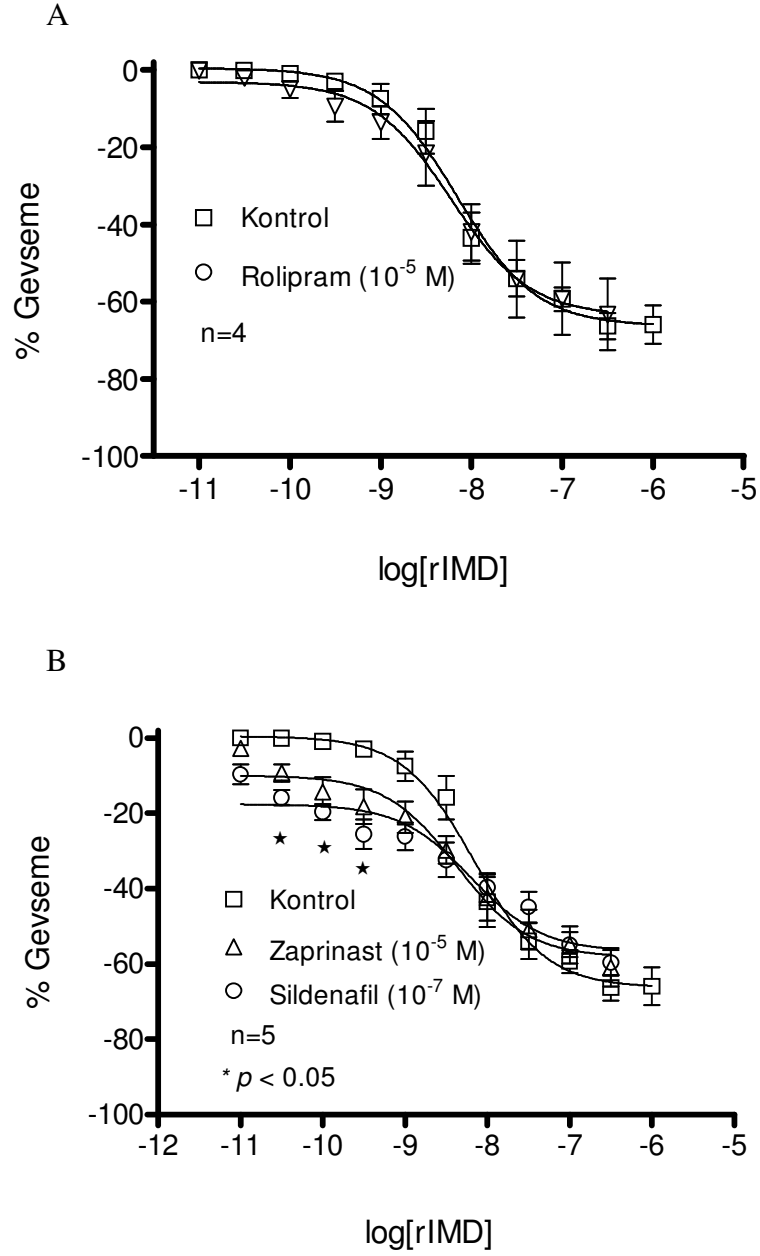 A
0
-20
-40
-60
-80
-100
% Gevseme
Kontrol
Rolipram (10⁻⁵ M)
n=4
-11 -10 -9 -8 -7 -6 -5
log[rIMD]
B
0
-20
-40
-60
-80
-100
% Gevseme
Kontrol
Zaprinast (10⁻⁵ M)
Sildenafil (10⁻⁷ M)
n=5
* p < 0.05
-12 -11 -10 -9 -8 -7 -6 -5
log[rIMD]